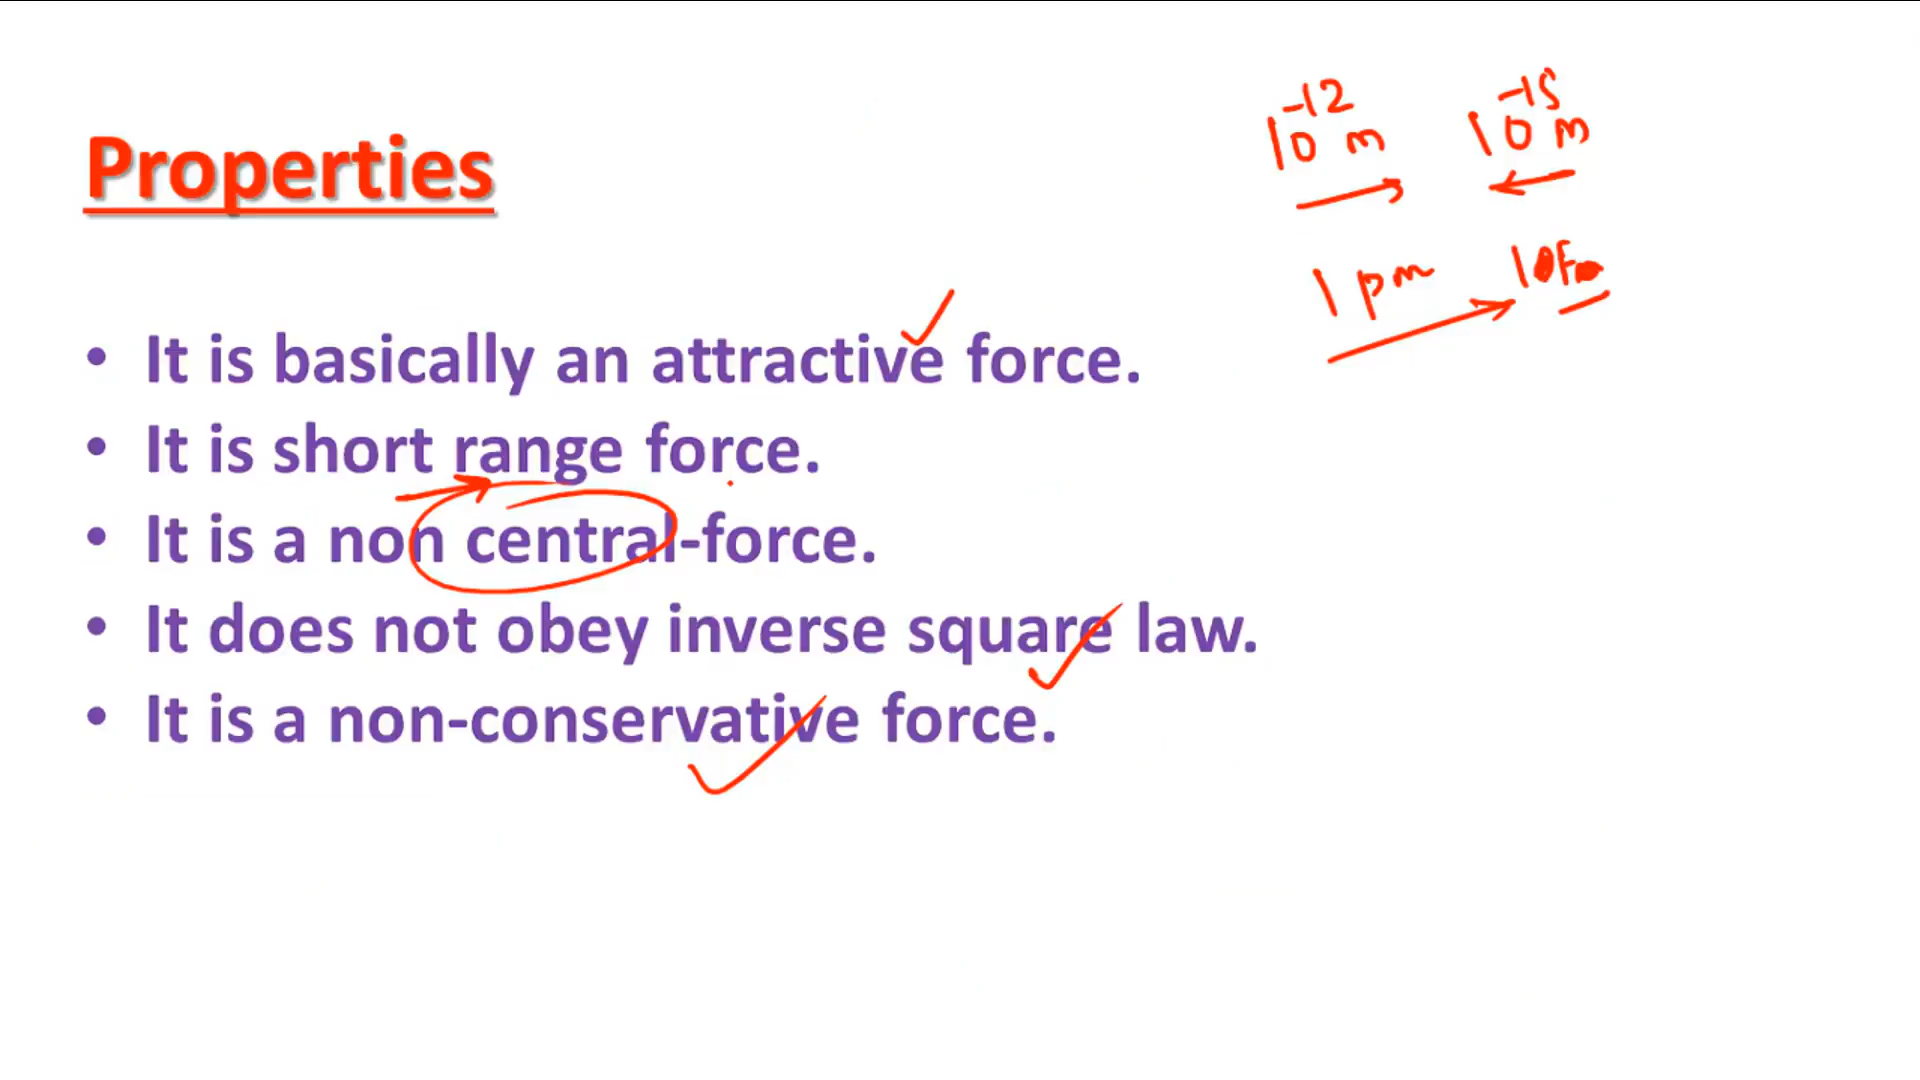 Properties
10⁻¹² m 10⁻¹⁵ m
1 pm
• It is basically an attractive force.
• It is short range force.
• It is a non central-force.
• It does not obey inverse square law.
• It is a non-conservative force.